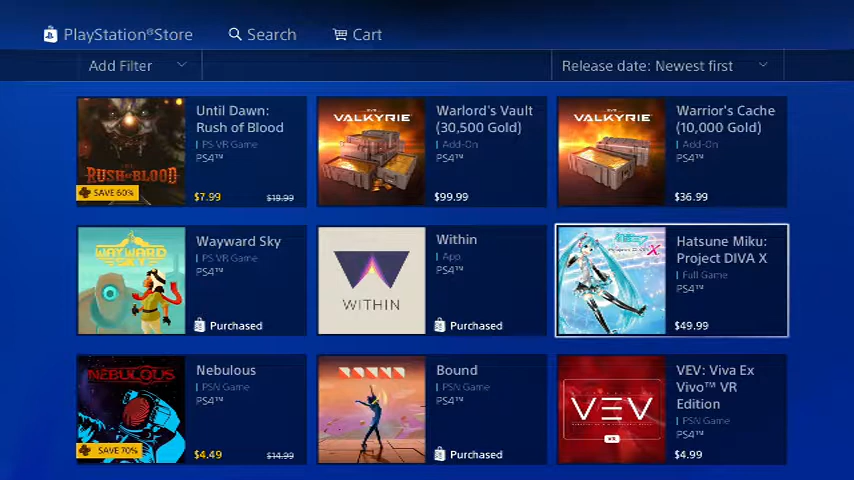 PlayStation®Store
Search
Cart
Add Filter
Release date: Newest first
RUSH OF BLOOD
SAVE 60%
Until Dawn:
Rush of Blood
PS VR Game
PS4™
$7.99
$19.99
VALKYRIE
Warlord's Vault
(30,500 Gold)
Add-On
PS4™
$99.99
VALKYRIE
Warrior's Cache
(10,000 Gold)
Add-On
PS4™
$36.99
WAYWARD
SKY
Wayward Sky
PS VR Game
PS4™
Purchased
WITHIN
Within
App
PS4™
Purchased
Hatsune Miku:
Project DIVA X
Full Game
PS4™
$49.99
NEBULOUS
SAVE 70%
Nebulous
PSN Game
PS4™
$4.49
$14.99
Bound
PSN Game
PS4™
Purchased
VEV
VEV: Viva Ex
Vivo™ VR
Edition
PSN Game
PS4™
$4.99